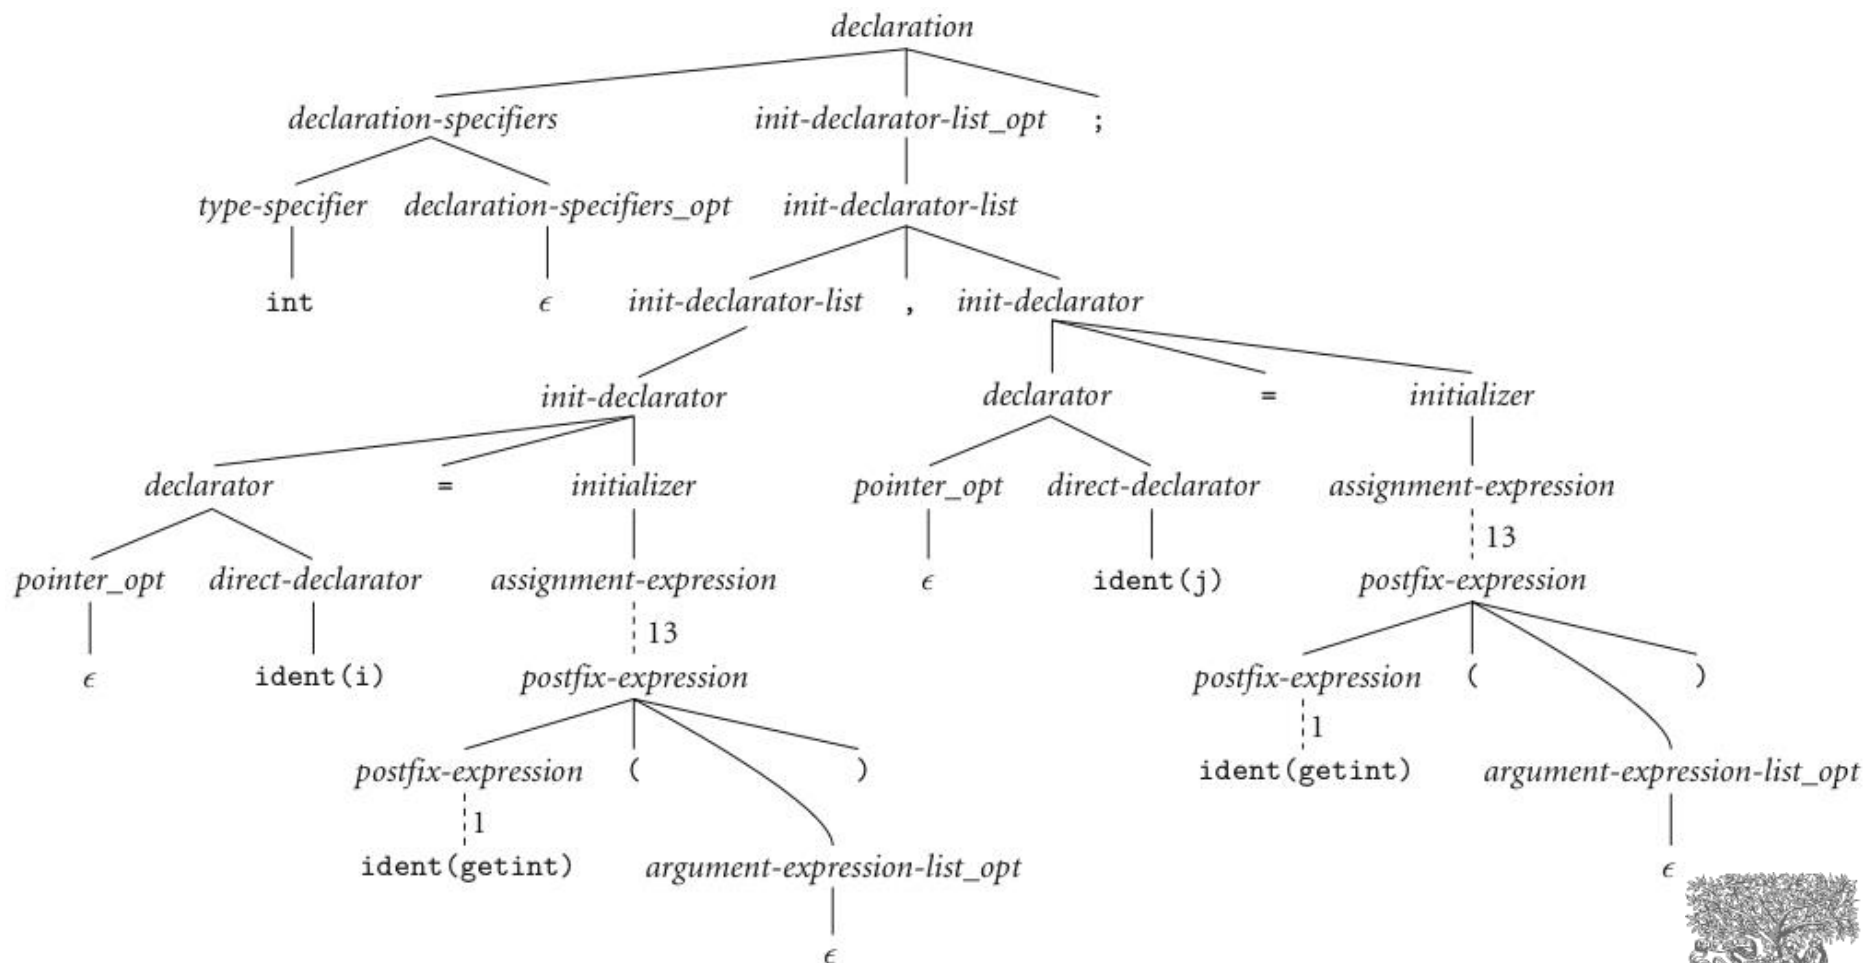 declaration
declaration-specifiers init-declarator-list_opt ;
type-specifier declaration-specifiers_opt init-declarator-list
int ϵ init-declarator-list , init-declarator
init-declarator declarator = initializer
declarator = initializer pointer_opt direct-declarator assignment-expression
13
pointer_opt direct-declarator assignment-expression ϵ ident(j) postfix-expression
13
ϵ ident(i) postfix-expression postfix-expression ( )
1
postfix-expression ( ) ident(getint) argument-expression-list_opt
1
ident(getint) argument-expression-list_opt ϵ
ϵ